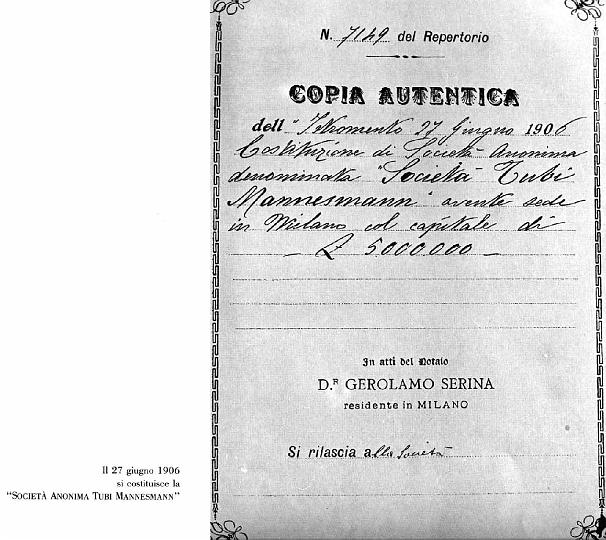 N. 7149 del Repertorio
COPIA AUTENTICA
dell' Istromento 27 Giugno 1906
Costituzione di Società Anonima
denominata "Società Tubi
Mannesmann" avente sede
in Milano col capitale di
- £ 5000000 -
In atti del Notaio
D.R GEROLAMO SERINA
residente in MILANO
Si rilascia alla Società
Il 27 giugno 1906
si costituisce la
"SOCIETÀ ANONIMA TUBI MANNESMANN"